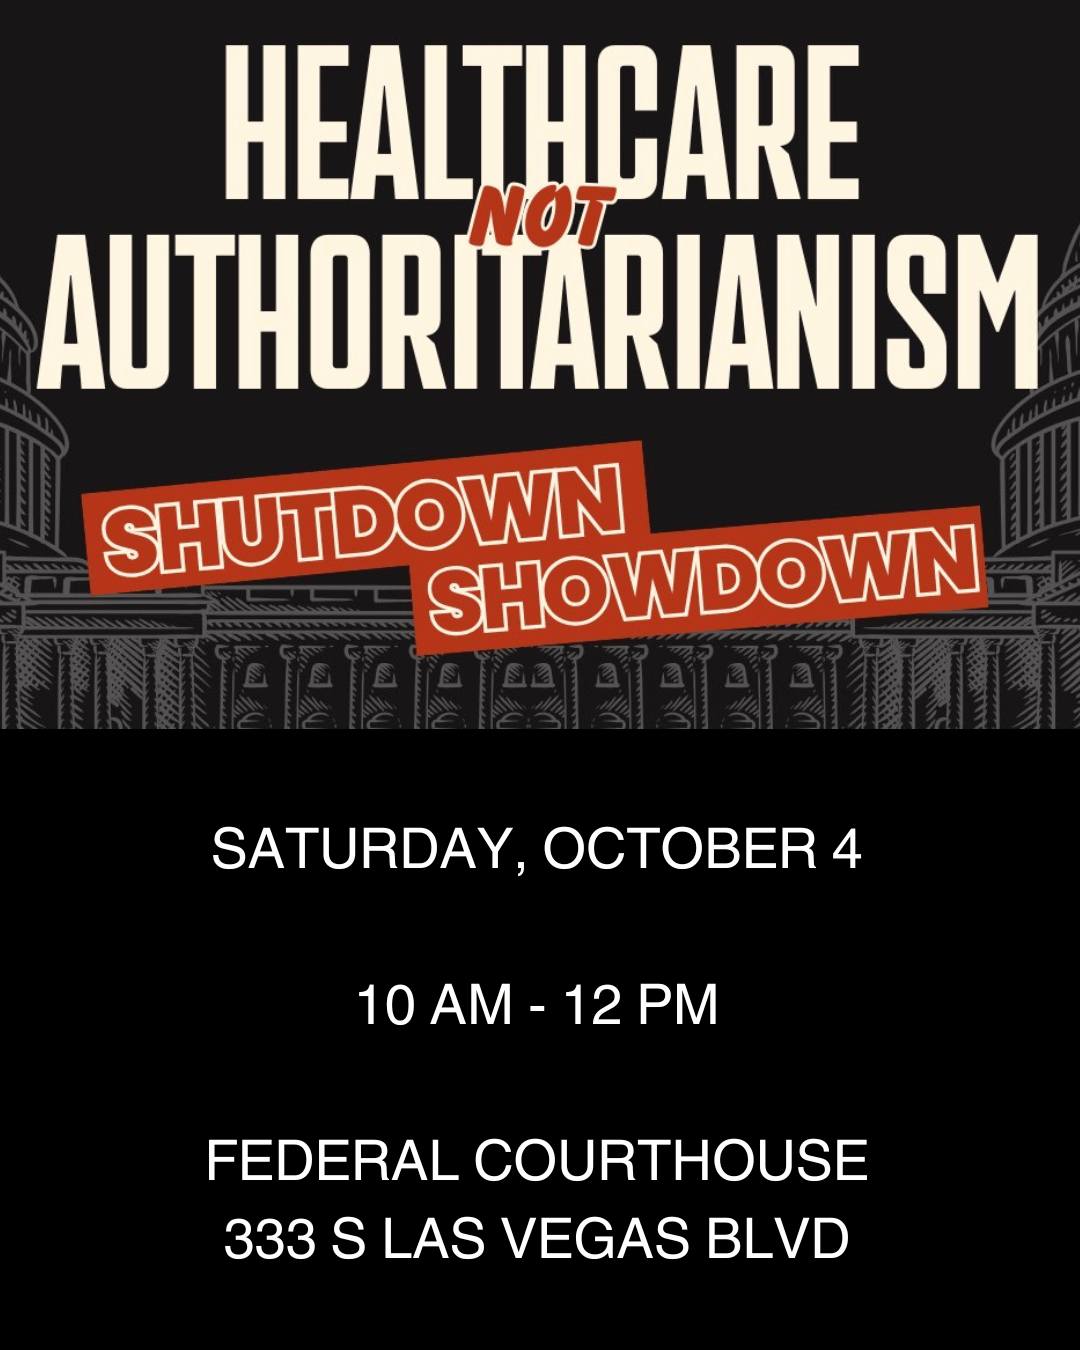 HEALTHCARE
NOT
AUTHORITARIANISM
SHUTDOWN
SHOWDOWN
SATURDAY, OCTOBER 4
10 AM - 12 PM
FEDERAL COURTHOUSE
333 S LAS VEGAS BLVD